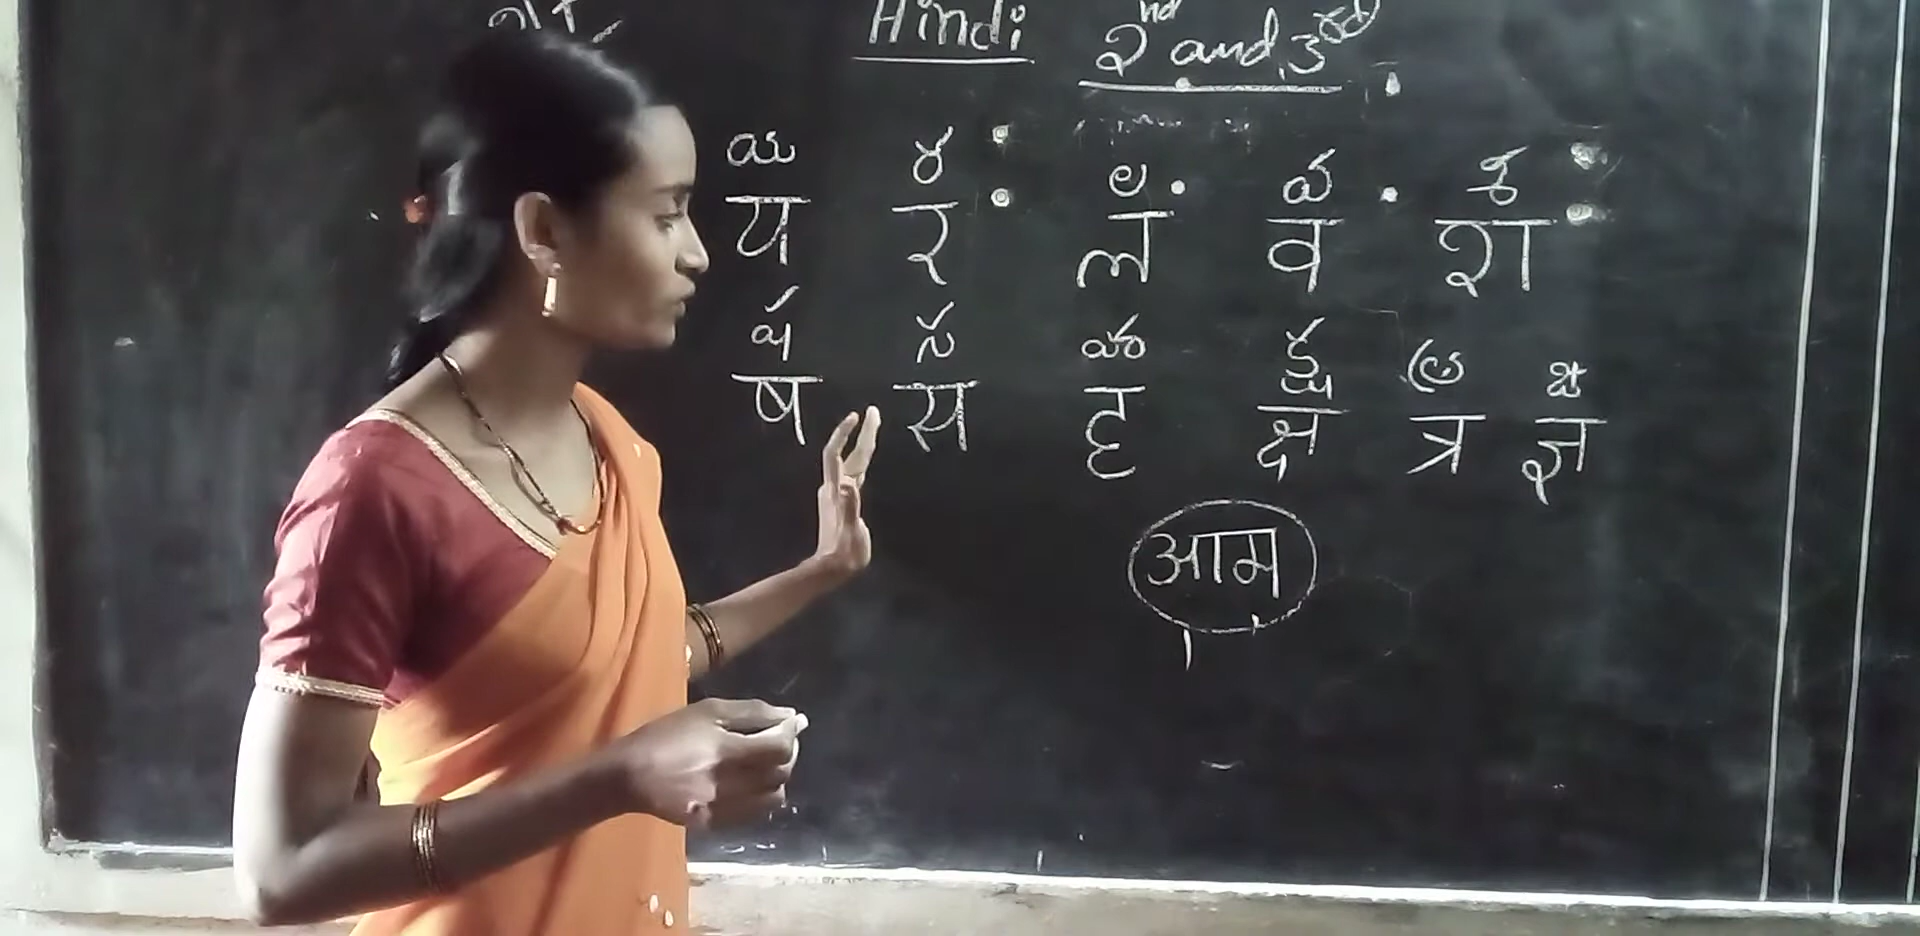 Hindi 2nd and 3rd
య ర ల వ శ
य र ल व श
ష స హ క్ష త్ర జ్ఞ
ष स ह क्ष त्र ज्ञ
आम